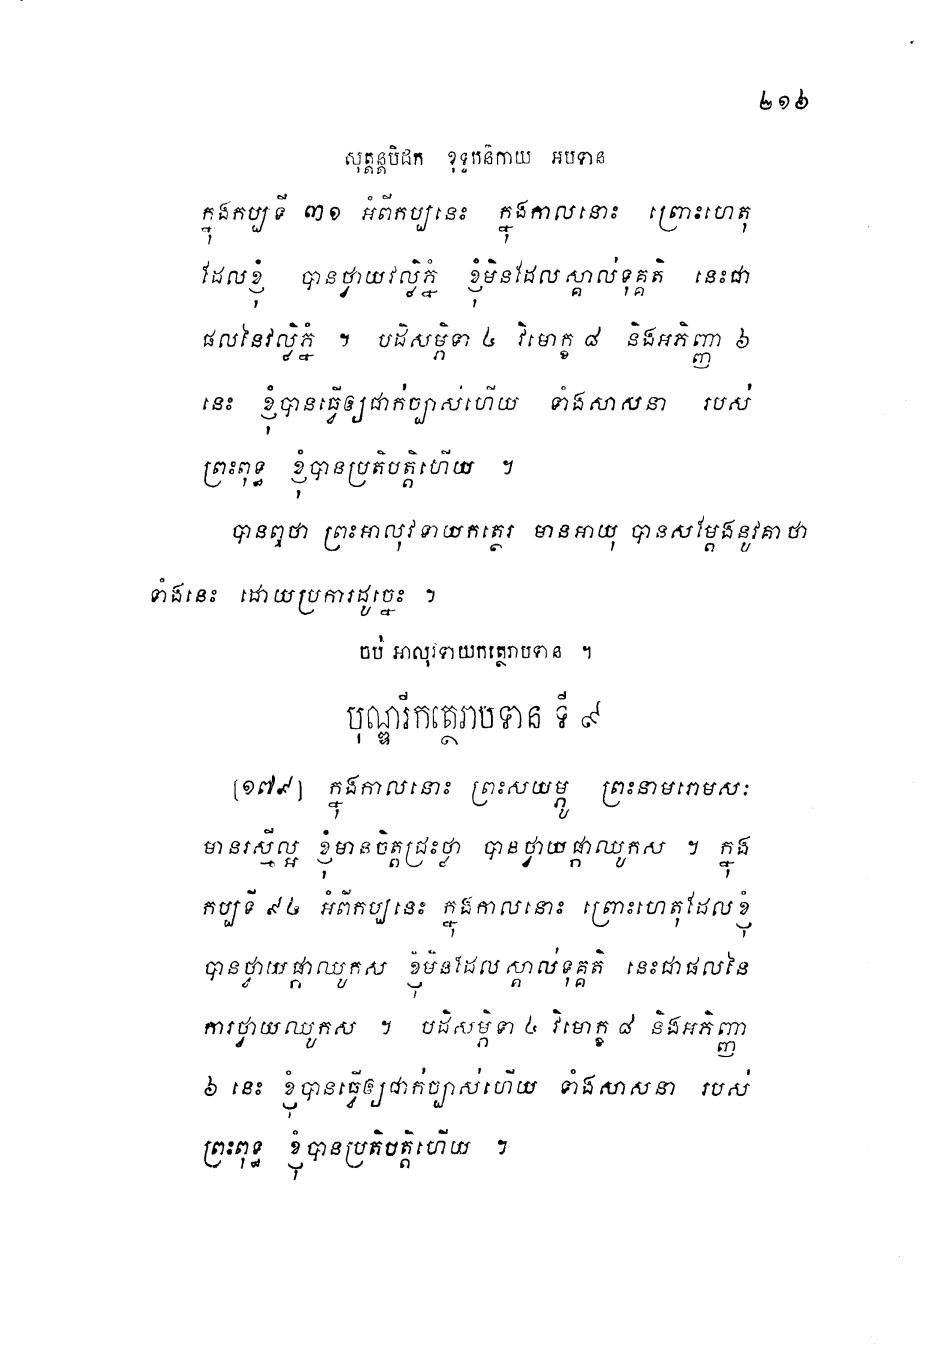 ២១៦
សុត្តន្តបិដក ខុទ្ទកនិកាយ អបទាន
ក្នុងកប្បទី ៣១ អំពីកប្បនេះ ក្នុងកាលនោះ ព្រោះហេតុ
ដែលខ្ញុំ បានថ្វាយវល្លិ៍ភ្នំ ខ្ញុំមិនដែលស្គាល់ទុគ្គតិ នេះជា
ផលនៃវល្លិ៍ភ្នំ ។ បដិសម្ភិទា ៤ វិមោក្ខ ៨ និងអភិញ្ញា ៦
នេះ ខ្ញុំបានធ្វើឲ្យជាក់ច្បាស់ហើយ ទាំងសាសនា របស់
ព្រះពុទ្ធ ខ្ញុំបានប្រតិបត្តិហើយ ។
បានឮថា ព្រះអាលុវទាយកត្ថេរ មានអាយុ បានសម្តែងនូវគាថា
ទាំងនេះ ដោយប្រការដូច្នេះ ។
ចប់ អាលុវទាយកត្ថេរាបទាន ។
បុណ្ឌរីកត្ថេរាបទាន ទី ៩
[១៧៩] ក្នុងកាលនោះ ព្រះសយម្ភូ ព្រះនាមរោមសៈ
មានរស្មីល្អ ខ្ញុំមានចិត្តជ្រះថ្លា បានថ្វាយផ្កាឈូកស ។ ក្នុង
កប្បទី ៩៤ អំពីកប្បនេះ ក្នុងកាលនោះ ព្រោះហេតុដែលខ្ញុំ
បានថ្វាយផ្កាឈូកស ខ្ញុំមិនដែលស្គាល់ទុគ្គតិ នេះជាផលនៃ
ការថ្វាយឈូកស ។ បដិសម្ភិទា ៤ វិមោក្ខ ៨ និងអភិញ្ញា
៦ នេះ ខ្ញុំបានធ្វើឲ្យជាក់ច្បាស់ហើយ ទាំងសាសនា របស់
ព្រះពុទ្ធ ខ្ញុំបានប្រតិបត្តិហើយ ។